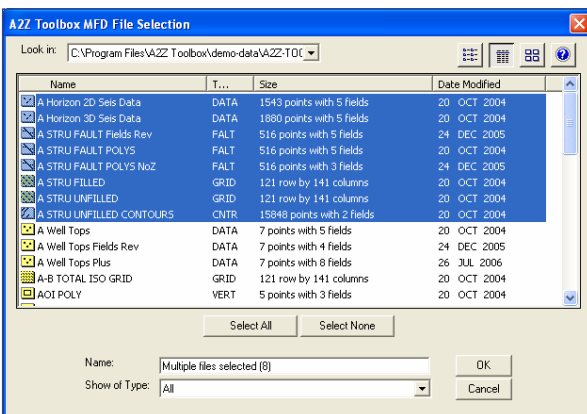 A2Z Toolbox MFD File Selection
Look in: C:\Program Files\A2Z Toolbox\demo-data\A2Z-TOO
Name T... Size Date Modified
A Horizon 2D Seis Data DATA 1543 points with 5 fields 20 OCT 2004
A Horizon 3D Seis Data DATA 1880 points with 5 fields 20 OCT 2004
A STRU FAULT Fields Rev FALT 516 points with 5 fields 24 DEC 2005
A STRU FAULT POLYS FALT 516 points with 5 fields 20 OCT 2004
A STRU FAULT POLYS NoZ FALT 516 points with 3 fields 24 DEC 2005
A STRU FILLED GRID 121 row by 141 columns 20 OCT 2004
A STRU UNFILLED GRID 121 row by 141 columns 20 OCT 2004
A STRU UNFILLED CONTOURS CNTR 15848 points with 2 fields 20 OCT 2004
A Well Tops DATA 7 points with 5 fields 20 OCT 2004
A Well Tops Fields Rev DATA 7 points with 4 fields 24 DEC 2005
A Well Tops Plus DATA 7 points with 8 fields 26 JUL 2006
A-B TOTAL ISO GRID GRID 121 row by 141 columns 20 OCT 2004
AOI POLY VERT 5 points with 3 fields 20 OCT 2004
Select All Select None
Name: Multiple files selected (8) OK
Show of Type: All Cancel